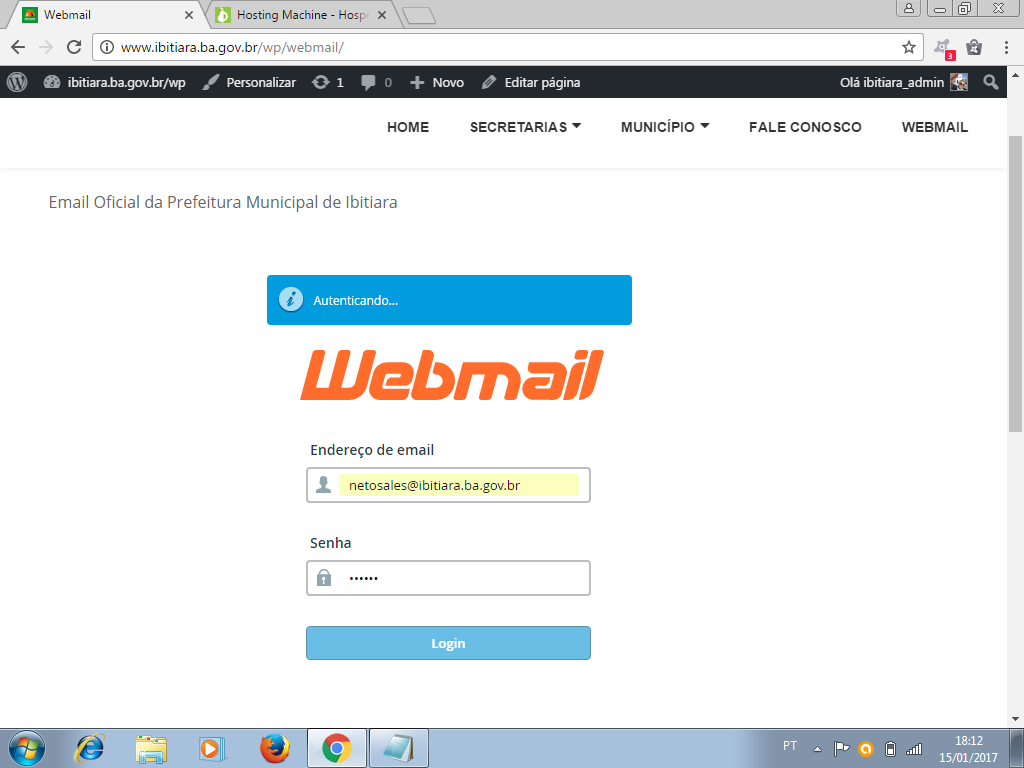 Webmail
Hosting Machine - Hospe
www.ibitiara.ba.gov.br/wp/webmail/
3
ibitiara.ba.gov.br/wp Personalizar 1 0 Novo Editar página Olá ibitiara_admin
HOME SECRETARIAS MUNICÍPIO FALE CONOSCO WEBMAIL
Email Oficial da Prefeitura Municipal de Ibitiara
Autenticando...
Webmail
Endereço de email
netosales@ibitiara.ba.gov.br
Senha
••••••
Login
PT
18:12
15/01/2017